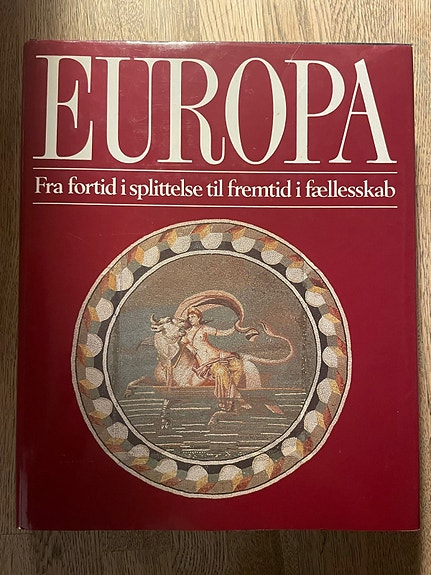 EUROPA
Fra fortid i splittelse til fremtid i fællesskab